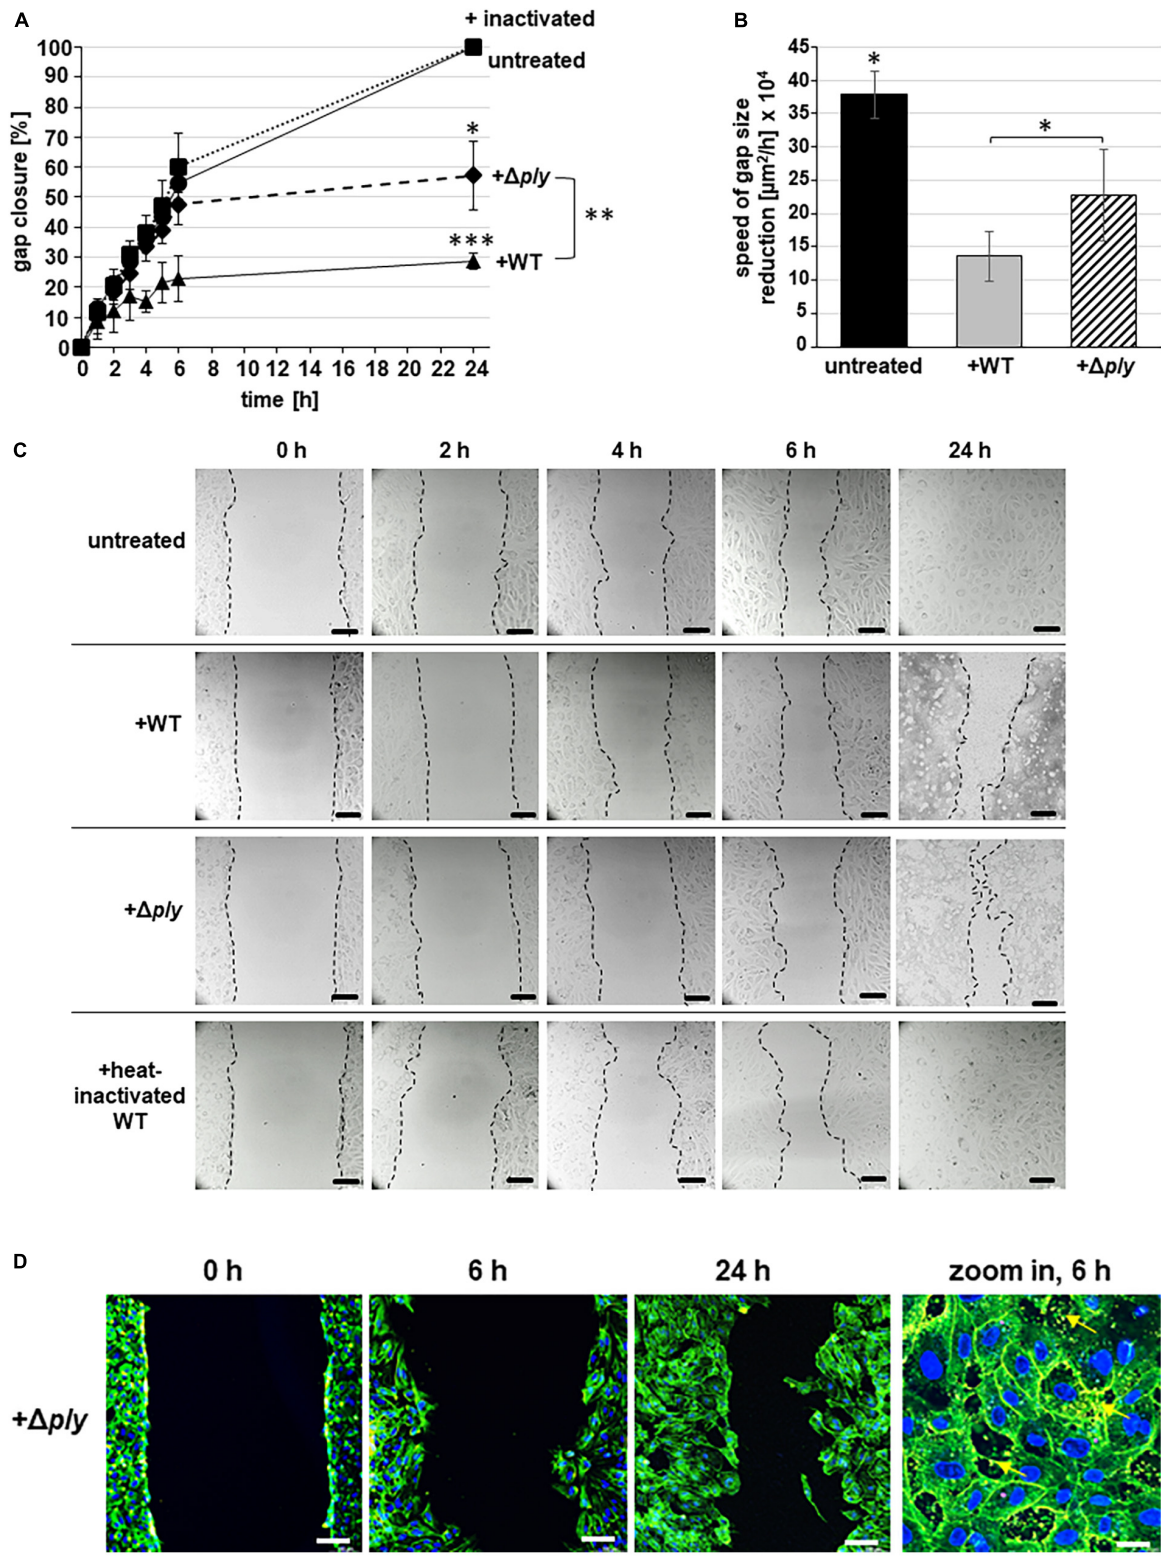 A
+ inactivated
untreated
gap closure [%]
100
90
80
70
60
50
40
30
20
10
0
*
+Δply
**
***
+WT
0 2 4 6 8 10 12 14 16 18 20 22 24
time [h]
B
speed of gap size
reduction [µm²/h] x 10⁴
45
40
35
30
25
20
15
10
5
0
*
*
untreated +WT +Δply
C
0 h 2 h 4 h 6 h 24 h
untreated
+WT
+Δply
+heat-
inactivated
WT
D
0 h 6 h 24 h zoom in, 6 h
+Δply